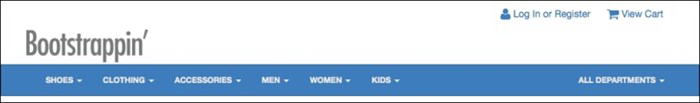 Log In or Register View Cart
Bootstrappin'
SHOES CLOTHING ACCESSORIES MEN WOMEN KIDS ALL DEPARTMENTS